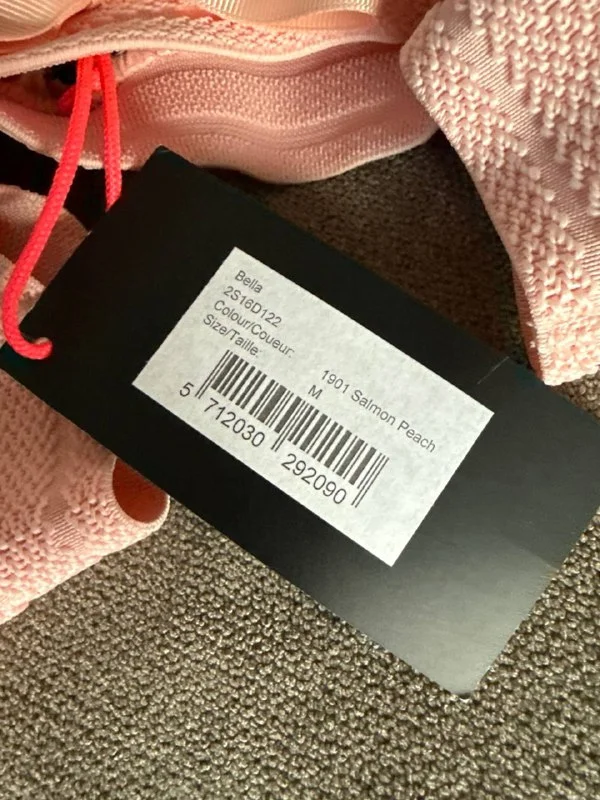 Bella
2S16D122
Colour/Coueur: 1901 Salmon Peach
Size/Taille: M
5 712030 292090